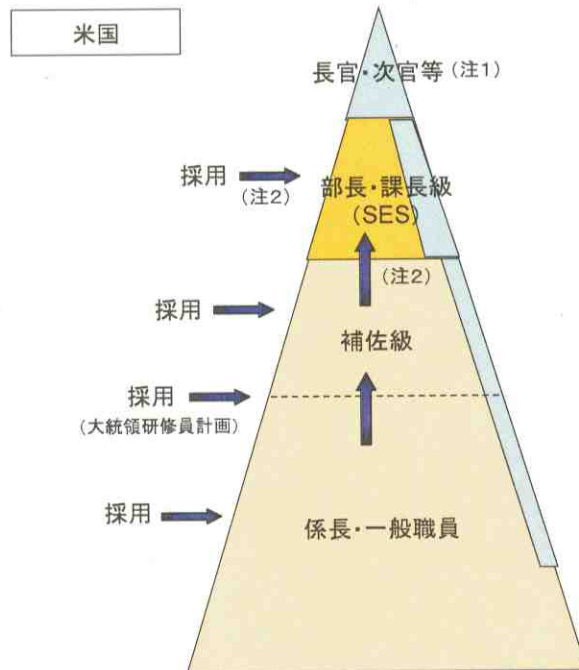 米国
長官・次官等(注1)
採用
(注2)
部長・課長級
(SES)
(注2)
採用
補佐級
採用
(大統領研修員計画)
採用
係長・一般職員